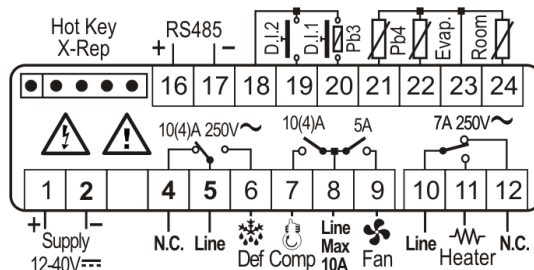 Hot Key
X-Rep
+ RS485 −
D.I.2
D.I.1
Pb3
Pb4
Evap.
Room
16 17 18 19 20 21 22 23 24
10(4)A 250V~
10(4)A
5A
7A 250V~
1 2 4 5 6 7 8 9 10 11 12
+ −
Supply
12-40V
N.C. Line Def Comp Line
Max
10A
Fan Line Heater N.C.